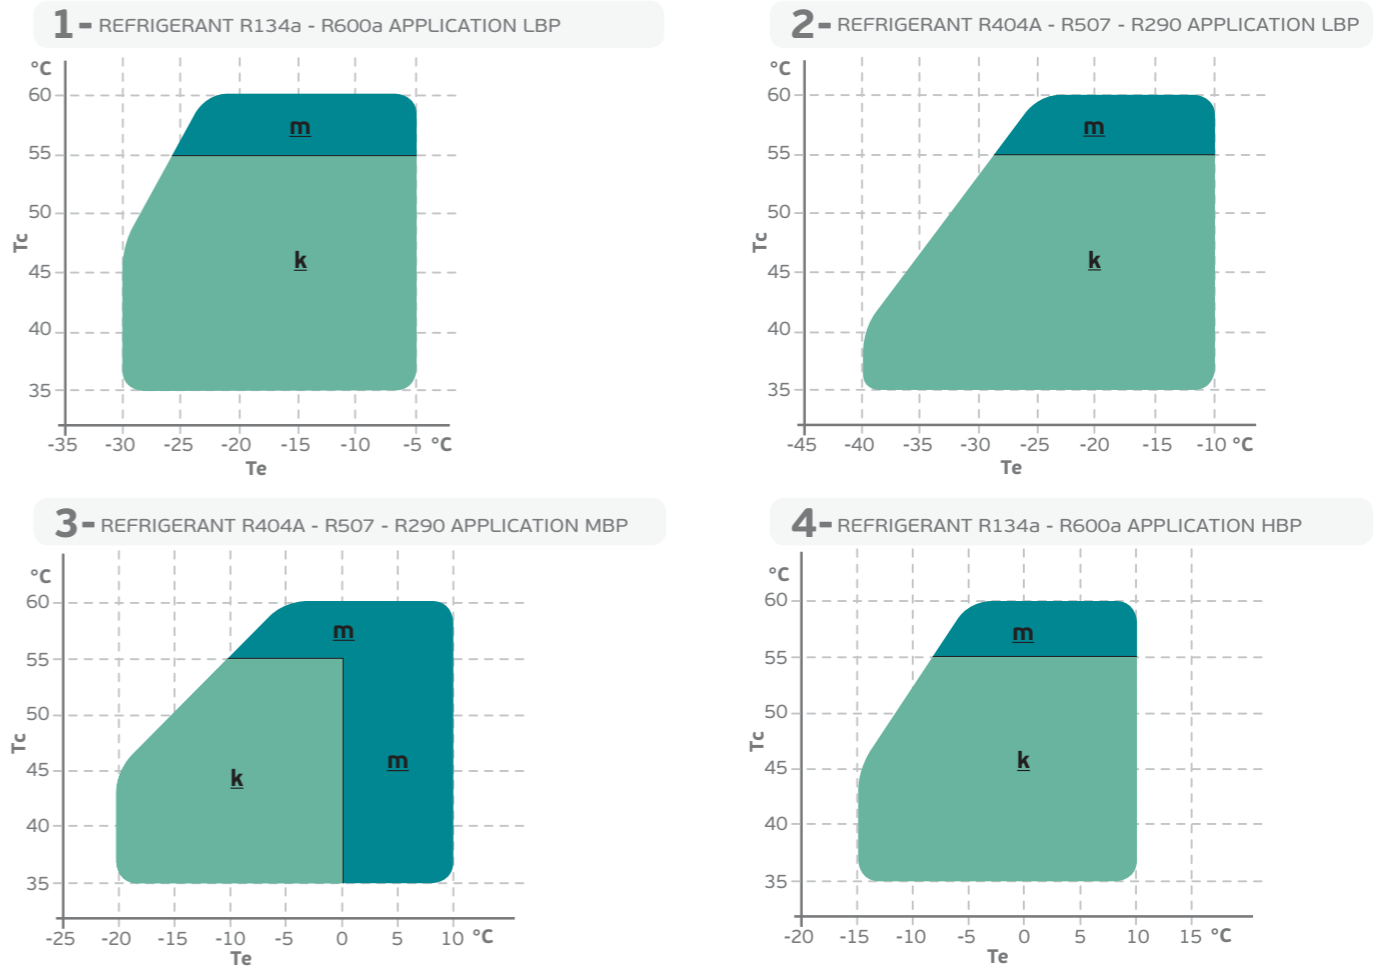 1- REFRIGERANT R134a - R600a APPLICATION LBP
°C
60
55
50
45
40
35
Tc
m
k
-35 -30 -25 -20 -15 -10 -5 °C
Te
2- REFRIGERANT R404A - R507 - R290 APPLICATION LBP
°C
60
55
50
45
40
35
Tc
m
k
-45 -40 -35 -30 -25 -20 -15 -10 °C
Te
3- REFRIGERANT R404A - R507 - R290 APPLICATION MBP
°C
60
55
50
45
40
35
Tc
m
m
k
-25 -20 -15 -10 -5 0 5 10 °C
Te
4- REFRIGERANT R134a - R600a APPLICATION HBP
°C
60
55
50
45
40
35
Tc
m
k
-20 -15 -10 -5 0 5 10 15 °C
Te